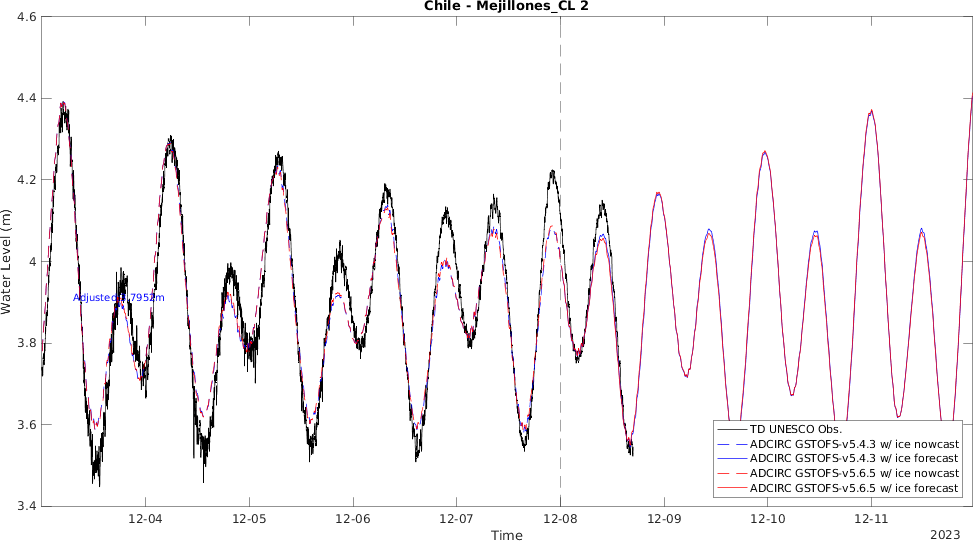 Chile - Mejillones_CL 2
Water Level (m)
4.6
4.4
4.2
4
3.8
3.6
3.4
Adjusted
7952m
12-04
12-05
12-06
12-07
12-08
12-09
12-10
12-11
Time
2023
TD UNESCO Obs.
ADCIRC GSTOFS-v5.4.3 w/ ice nowcast
ADCIRC GSTOFS-v5.4.3 w/ ice forecast
ADCIRC GSTOFS-v5.6.5 w/ ice nowcast
ADCIRC GSTOFS-v5.6.5 w/ ice forecast